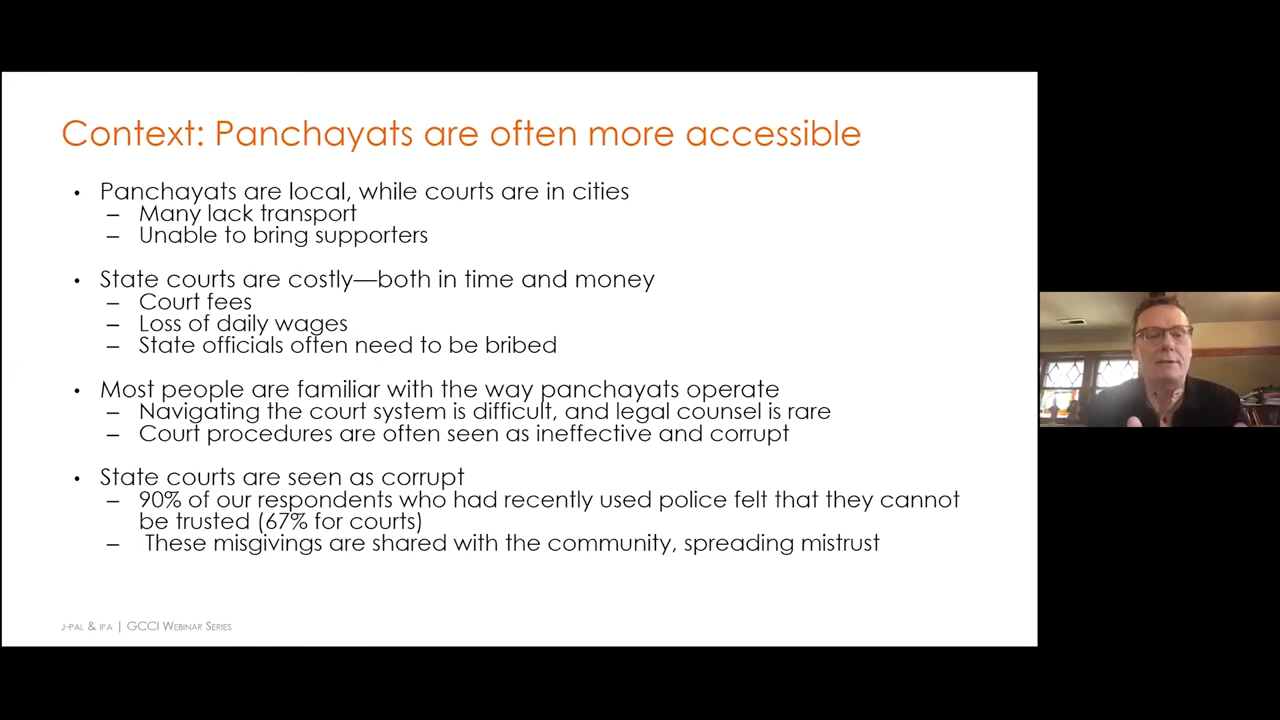 Context: Panchayats are often more accessible
• Panchayats are local, while courts are in cities
– Many lack transport
– Unable to bring supporters
• State courts are costly—both in time and money
– Court fees
– Loss of daily wages
– State officials often need to be bribed
• Most people are familiar with the way panchayats operate
– Navigating the court system is difficult, and legal counsel is rare
– Court procedures are often seen as ineffective and corrupt
• State courts are seen as corrupt
– 90% of our respondents who had recently used police felt that they cannot
be trusted (67% for courts)
– These misgivings are shared with the community, spreading mistrust
J-PAL & IPA | GCCI WEBINAR SERIES